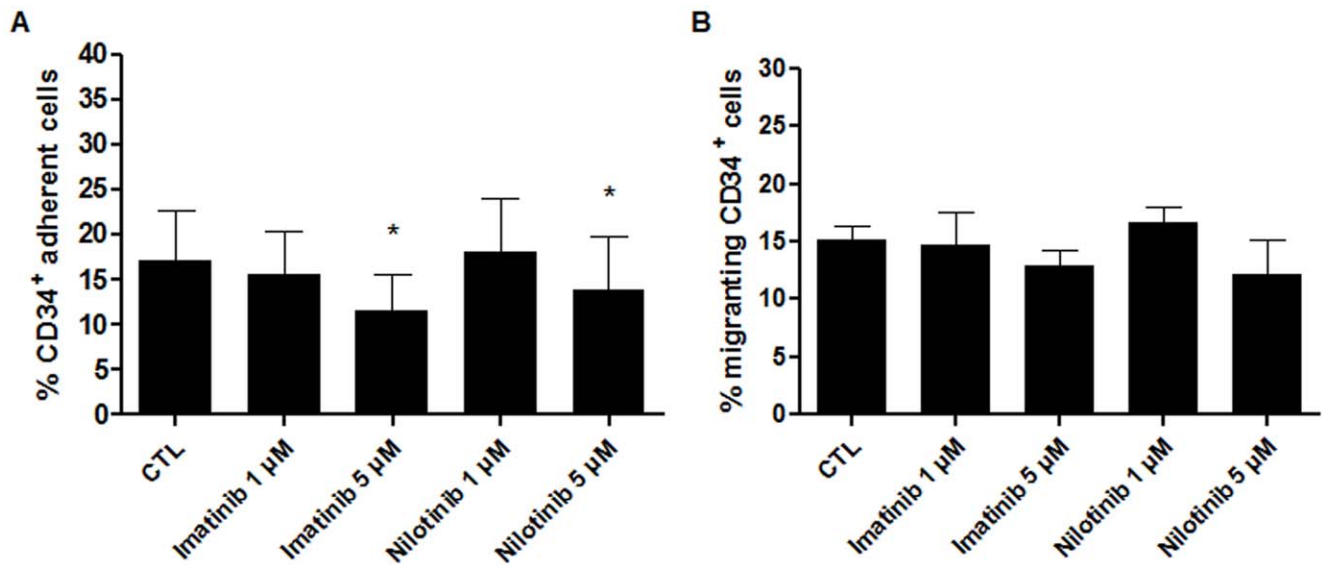 A
% CD34+ adherent cells
40
35
30
25
20
15
10
5
0
*
*
CTL
Imatinib 1 µM
Imatinib 5 µM
Nilotinib 1 µM
Nilotinib 5 µM
B
% migranting CD34+ cells
30
25
20
15
10
5
0
CTL
Imatinib 1 µM
Imatinib 5 µM
Nilotinib 1 µM
Nilotinib 5 µM